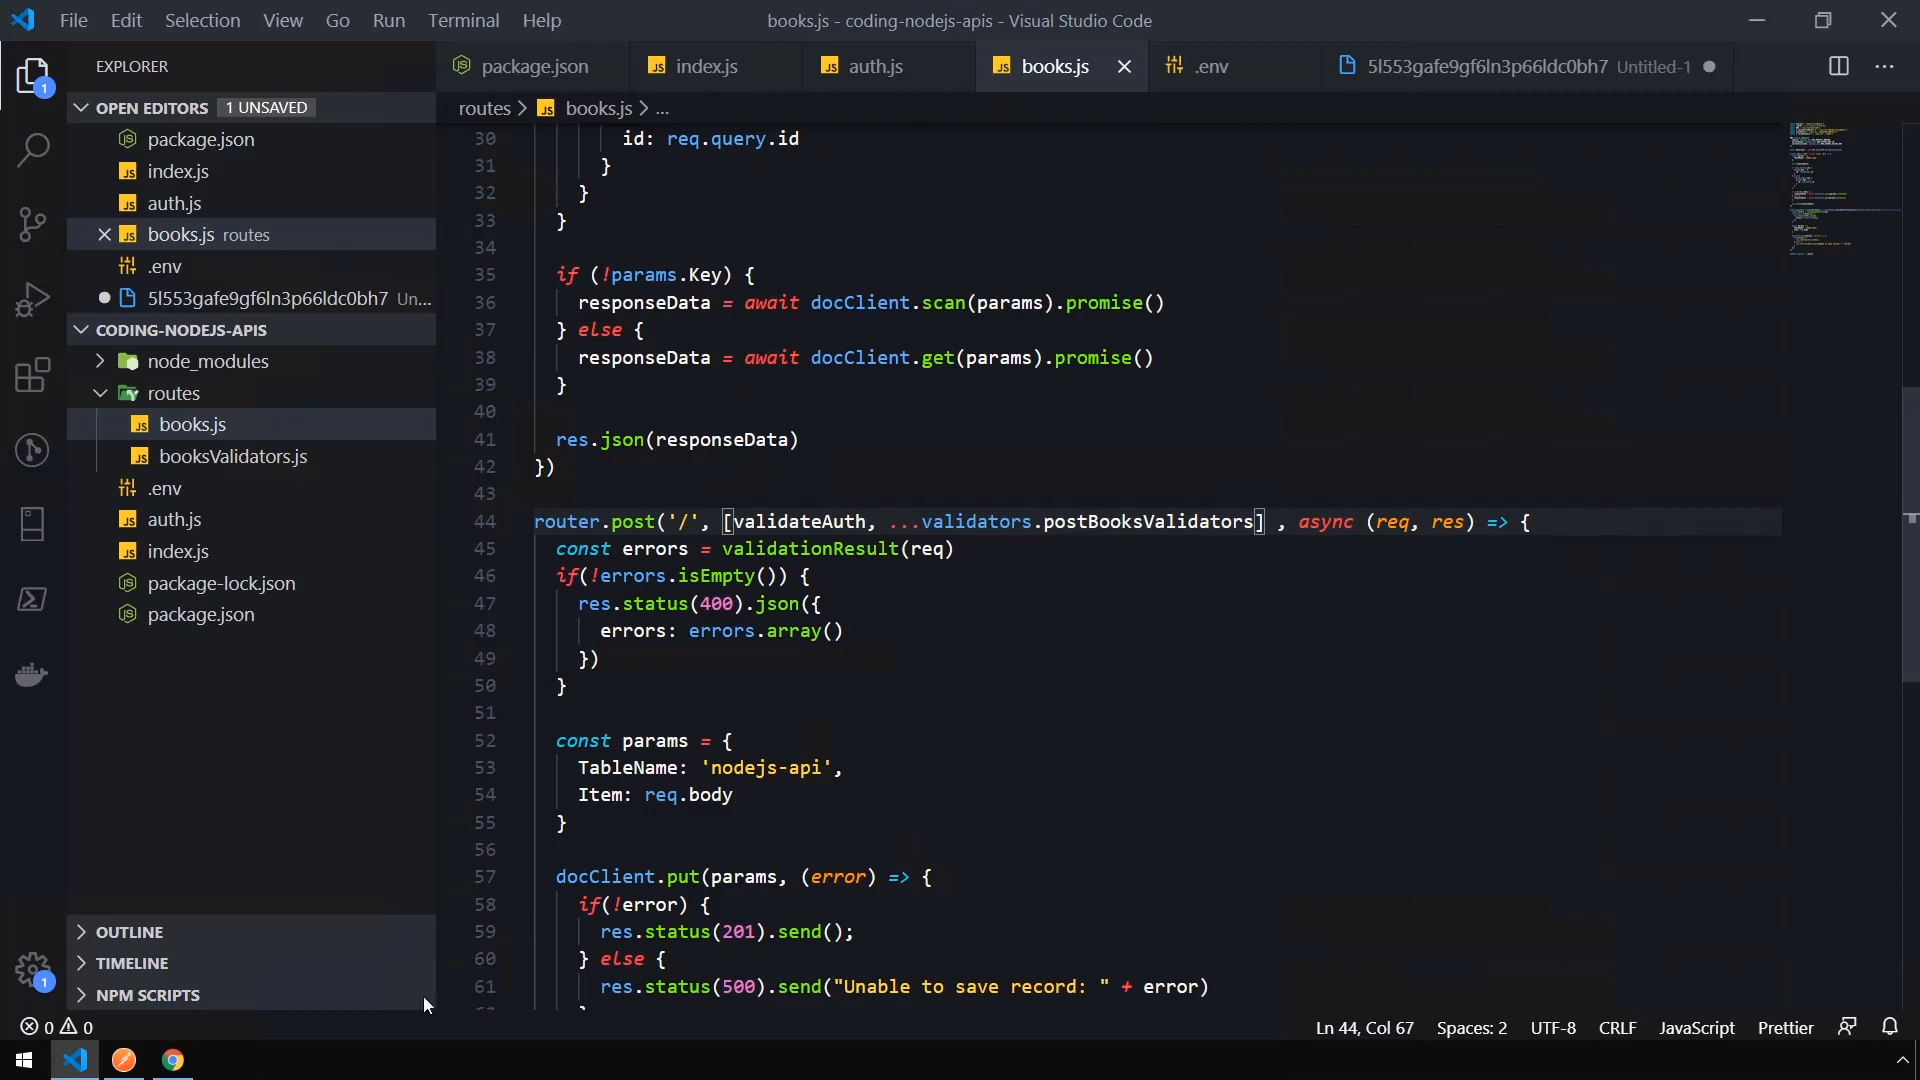 File Edit Selection View Go Run Terminal Help
books.js - coding-nodejs-apis - Visual Studio Code
EXPLORER
OPEN EDITORS 1 UNSAVED
package.json
index.js
auth.js
books.js routes
.env
5l553gafe9gf6ln3p66ldc0bh7 Un...
CODING-NODEJS-APIS
node_modules
routes
books.js
booksValidators.js
.env
auth.js
index.js
package-lock.json
package.json
OUTLINE
TIMELINE
NPM SCRIPTS
1
1
package.json
index.js
auth.js
books.js
.env
5l553gafe9gf6ln3p66ldc0bh7 Untitled-1
routes > books.js > ...
30 id: req.query.id
31 }
32 }
33 }
34
35 if (!params.Key) {
36 responseData = await docClient.scan(params).promise()
37 } else {
38 responseData = await docClient.get(params).promise()
39 }
40
41 res.json(responseData)
42 })
43
44 router.post('/', [validateAuth, ...validators.postBooksValidators] , async (req, res) => {
45 const errors = validationResult(req)
46 if(!errors.isEmpty()) {
47 res.status(400).json({
48 errors: errors.array()
49 })
50 }
51
52 const params = {
53 TableName: 'nodejs-api',
54 Item: req.body
55 }
56
57 docClient.put(params, (error) => {
58 if(!error) {
59 res.status(201).send();
60 } else {
61 res.status(500).send("Unable to save record: " + error)
0 0
Ln 44, Col 67 Spaces: 2 UTF-8 CRLF JavaScript Prettier